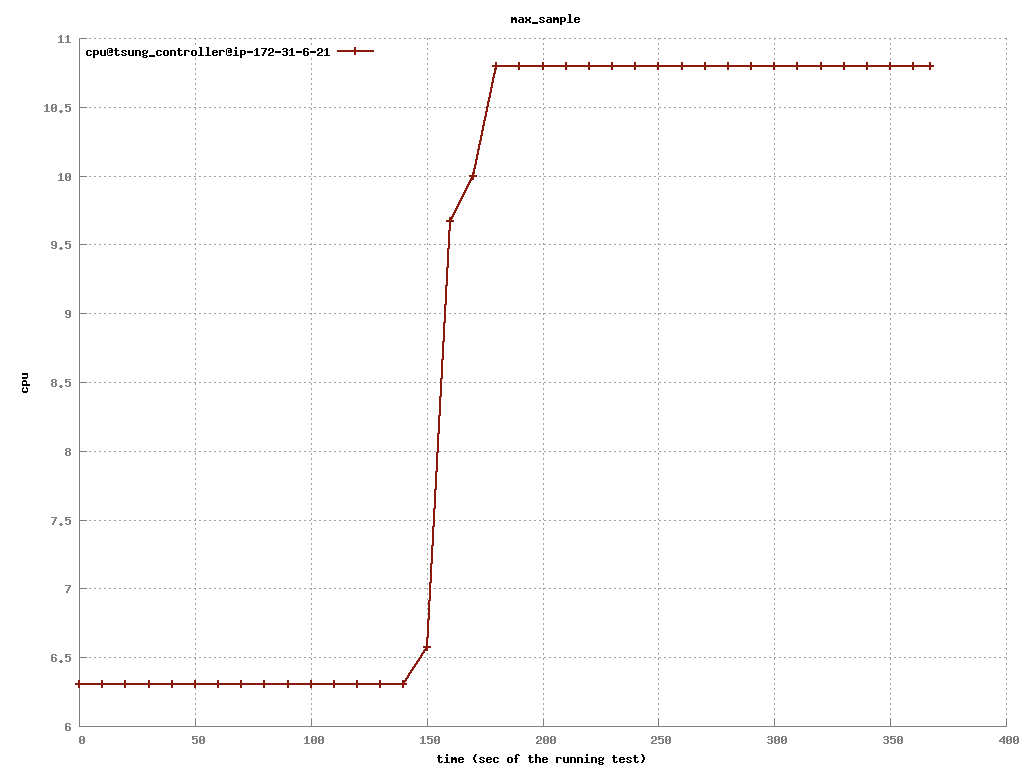 max_sample
cpu@tsung_controller@ip-172-31-6-21
11
10.5
10
9.5
9
8.5
8
7.5
7
6.5
6
cpu
0 50 100 150 200 250 300 350 400
time (sec of the running test)